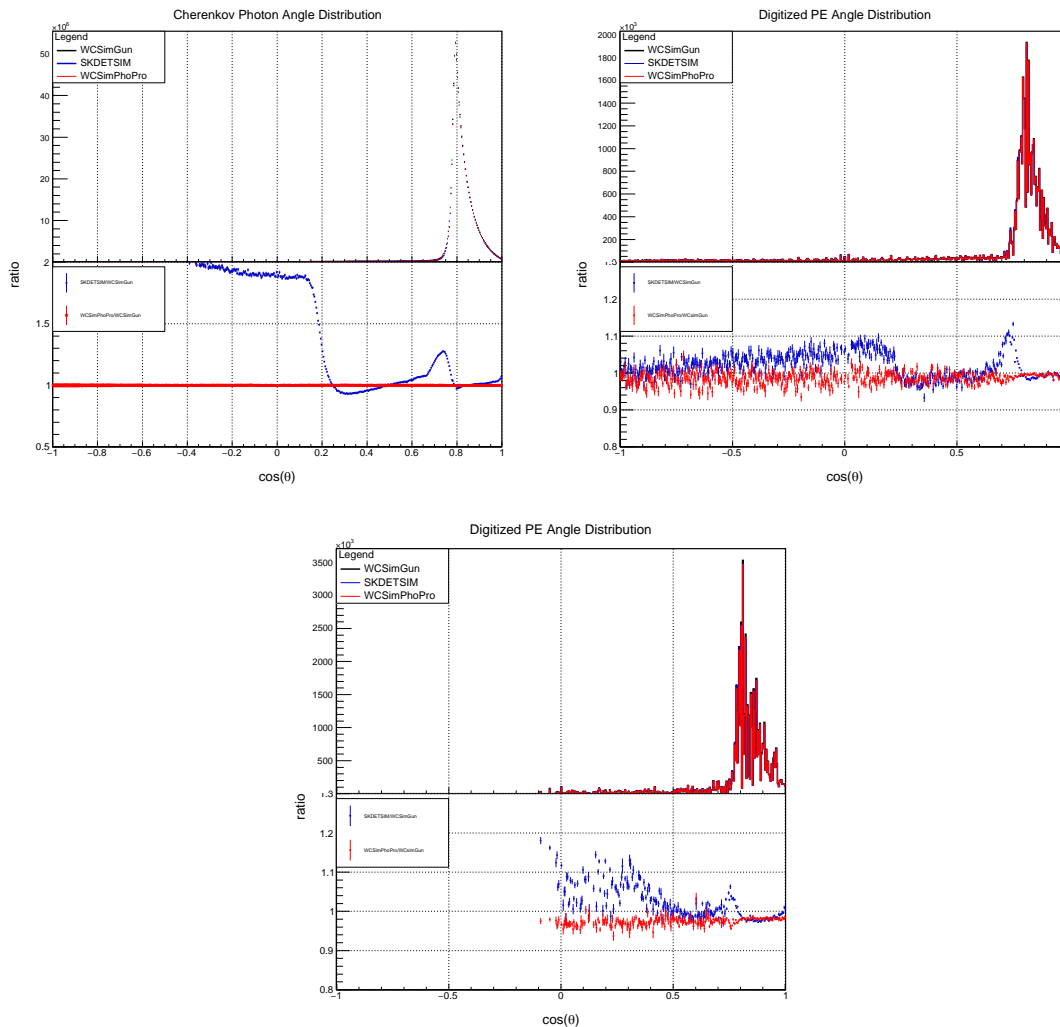 Cherenkov Photon Angle Distribution
×10⁶
Legend
WCSimGun
SKDETSIM
WCSimPhoPro
50
40
30
20
10
2
ratio
SKDETSIM/WCSimGun
WCSimPhoPro/WCSimGun
1.5
1
0.5
−1 −0.8 −0.6 −0.4 −0.2 0 0.2 0.4 0.6 0.8 1
cos(θ)
Digitized PE Angle Distribution
×10³
Legend
WCSimGun
SKDETSIM
WCSimPhoPro
2000
1800
1600
1400
1200
1000
800
600
400
200
ratio
SKDETSIM/WCSimGun
WCSimPhoPro/WCsimGun
1.2
1.1
1
0.9
0.8
−1 −0.5 0 0.5
cos(θ)
Digitized PE Angle Distribution
×10³
Legend
WCSimGun
SKDETSIM
WCSimPhoPro
3500
3000
2500
2000
1500
1000
500
ratio
SKDETSIM/WCSimGun
WCSimPhoPro/WCsimGun
1.2
1.1
1
0.9
0.8
−1 −0.5 0 0.5 1
cos(θ)